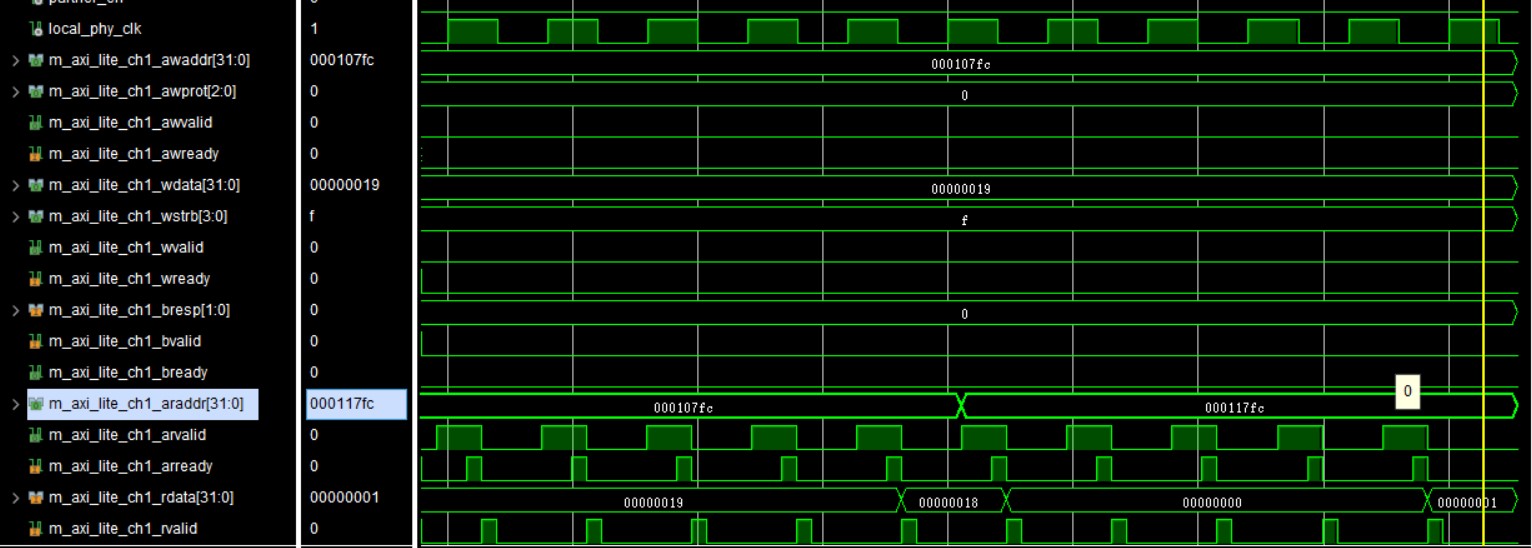 local_phy_clk 1
m_axi_lite_ch1_awaddr[31:0] 000107fc 000107fc
m_axi_lite_ch1_awprot[2:0] 0 0
m_axi_lite_ch1_awvalid 0
m_axi_lite_ch1_awready 0
m_axi_lite_ch1_wdata[31:0] 00000019 00000019
m_axi_lite_ch1_wstrb[3:0] f f
m_axi_lite_ch1_wvalid 0
m_axi_lite_ch1_wready 0
m_axi_lite_ch1_bresp[1:0] 0 0
m_axi_lite_ch1_bvalid 0
m_axi_lite_ch1_bready 0
0
m_axi_lite_ch1_araddr[31:0] 000117fc 000107fc 000117fc
m_axi_lite_ch1_arvalid 0
m_axi_lite_ch1_arready 0
m_axi_lite_ch1_rdata[31:0] 00000001 00000019 00000018 00000000 00000001
m_axi_lite_ch1_rvalid 0